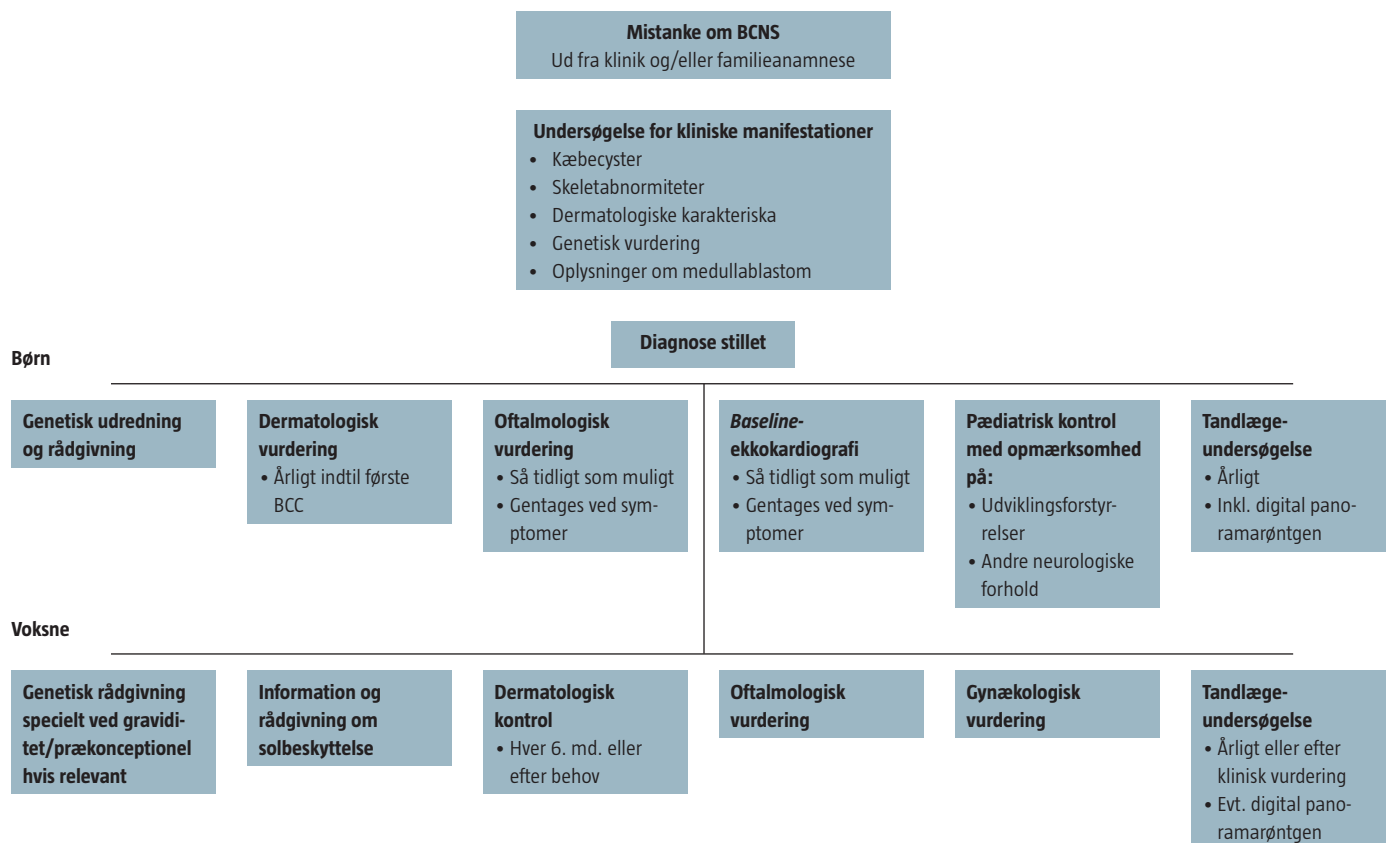 Mistanke om BCNS
Ud fra klinik og/eller familieanamnese
Undersøgelse for kliniske manifestationer
• Kæbecyster
• Skeletabnormiteter
• Dermatologiske karakteriska
• Genetisk vurdering
• Oplysninger om medullablastom
Diagnose stillet
Børn
Genetisk udredning
og rådgivning
Dermatologisk
vurdering
• Årligt indtil første
BCC
Oftalmologisk
vurdering
• Så tidligt som muligt
• Gentages ved sym-
ptomer
Baseline-
ekkokardiografi
• Så tidligt som muligt
• Gentages ved sym-
ptomer
Pædiatrisk kontrol
med opmærksomhed
på:
• Udviklingsforstyr-
relser
• Andre neurologiske
forhold
Tandlæge-
undersøgelse
• Årligt
• Inkl. digital pano-
ramarøntgen
Voksne
Genetisk rådgivning
specielt ved gravidi-
tet/prækonceptionel
hvis relevant
Information og
rådgivning om
solbeskyttelse
Dermatologisk
kontrol
• Hver 6. md. eller
efter behov
Oftalmologisk
vurdering
Gynækologisk
vurdering
Tandlæge-
undersøgelse
• Årligt eller efter
klinisk vurdering
• Evt. digital pano-
ramarøntgen